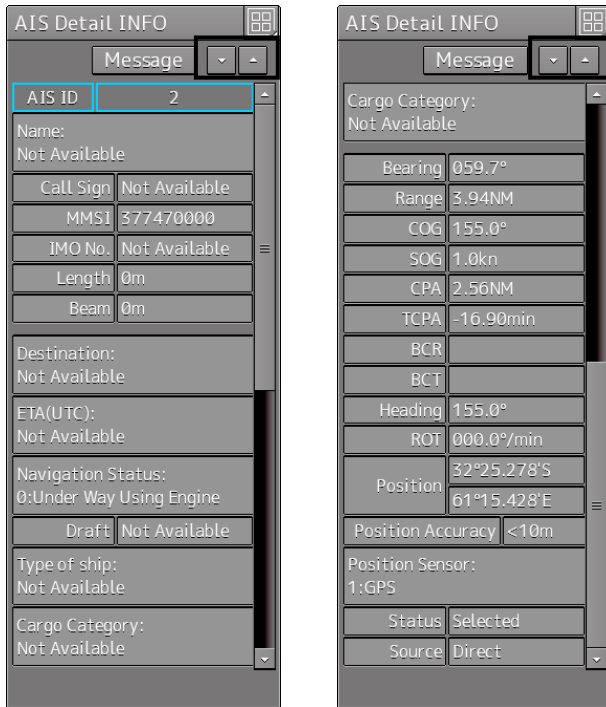 AIS Detail INFO
Message
AIS ID 2
Name:
Not Available
Call Sign Not Available
MMSI 377470000
IMO No. Not Available
Length 0m
Beam 0m
Destination:
Not Available
ETA(UTC):
Not Available
Navigation Status:
0:Under Way Using Engine
Draft Not Available
Type of ship:
Not Available
Cargo Category:
Not Available
AIS Detail INFO
Message
Cargo Category:
Not Available
Bearing 059.7°
Range 3.94NM
COG 155.0°
SOG 1.0kn
CPA 2.56NM
TCPA -16.90min
BCR
BCT
Heading 155.0°
ROT 000.0°/min
Position 32°25.278'S
61°15.428'E
Position Accuracy <10m
Position Sensor:
1:GPS
Status Selected
Source Direct